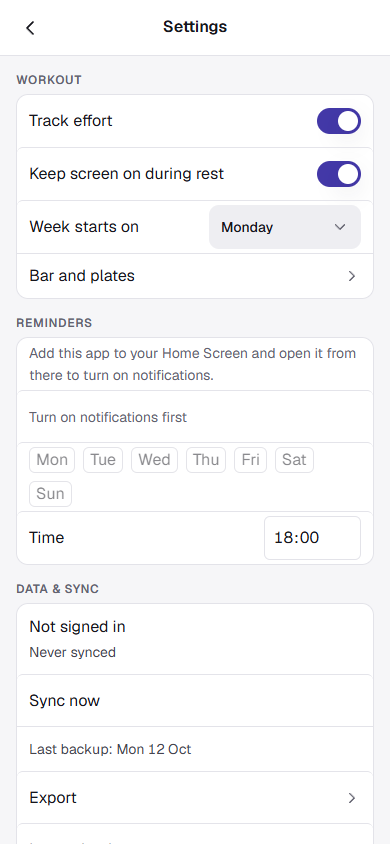 Settings
WORKOUT
Track effort
Keep screen on during rest
Week starts on
Monday
Bar and plates
REMINDERS
Add this app to your Home Screen and open it from
there to turn on notifications.
Turn on notifications first
Mon Tue Wed Thu Fri Sat
Sun
Time
18:00
DATA & SYNC
Not signed in
Never synced
Sync now
Last backup: Mon 12 Oct
Export